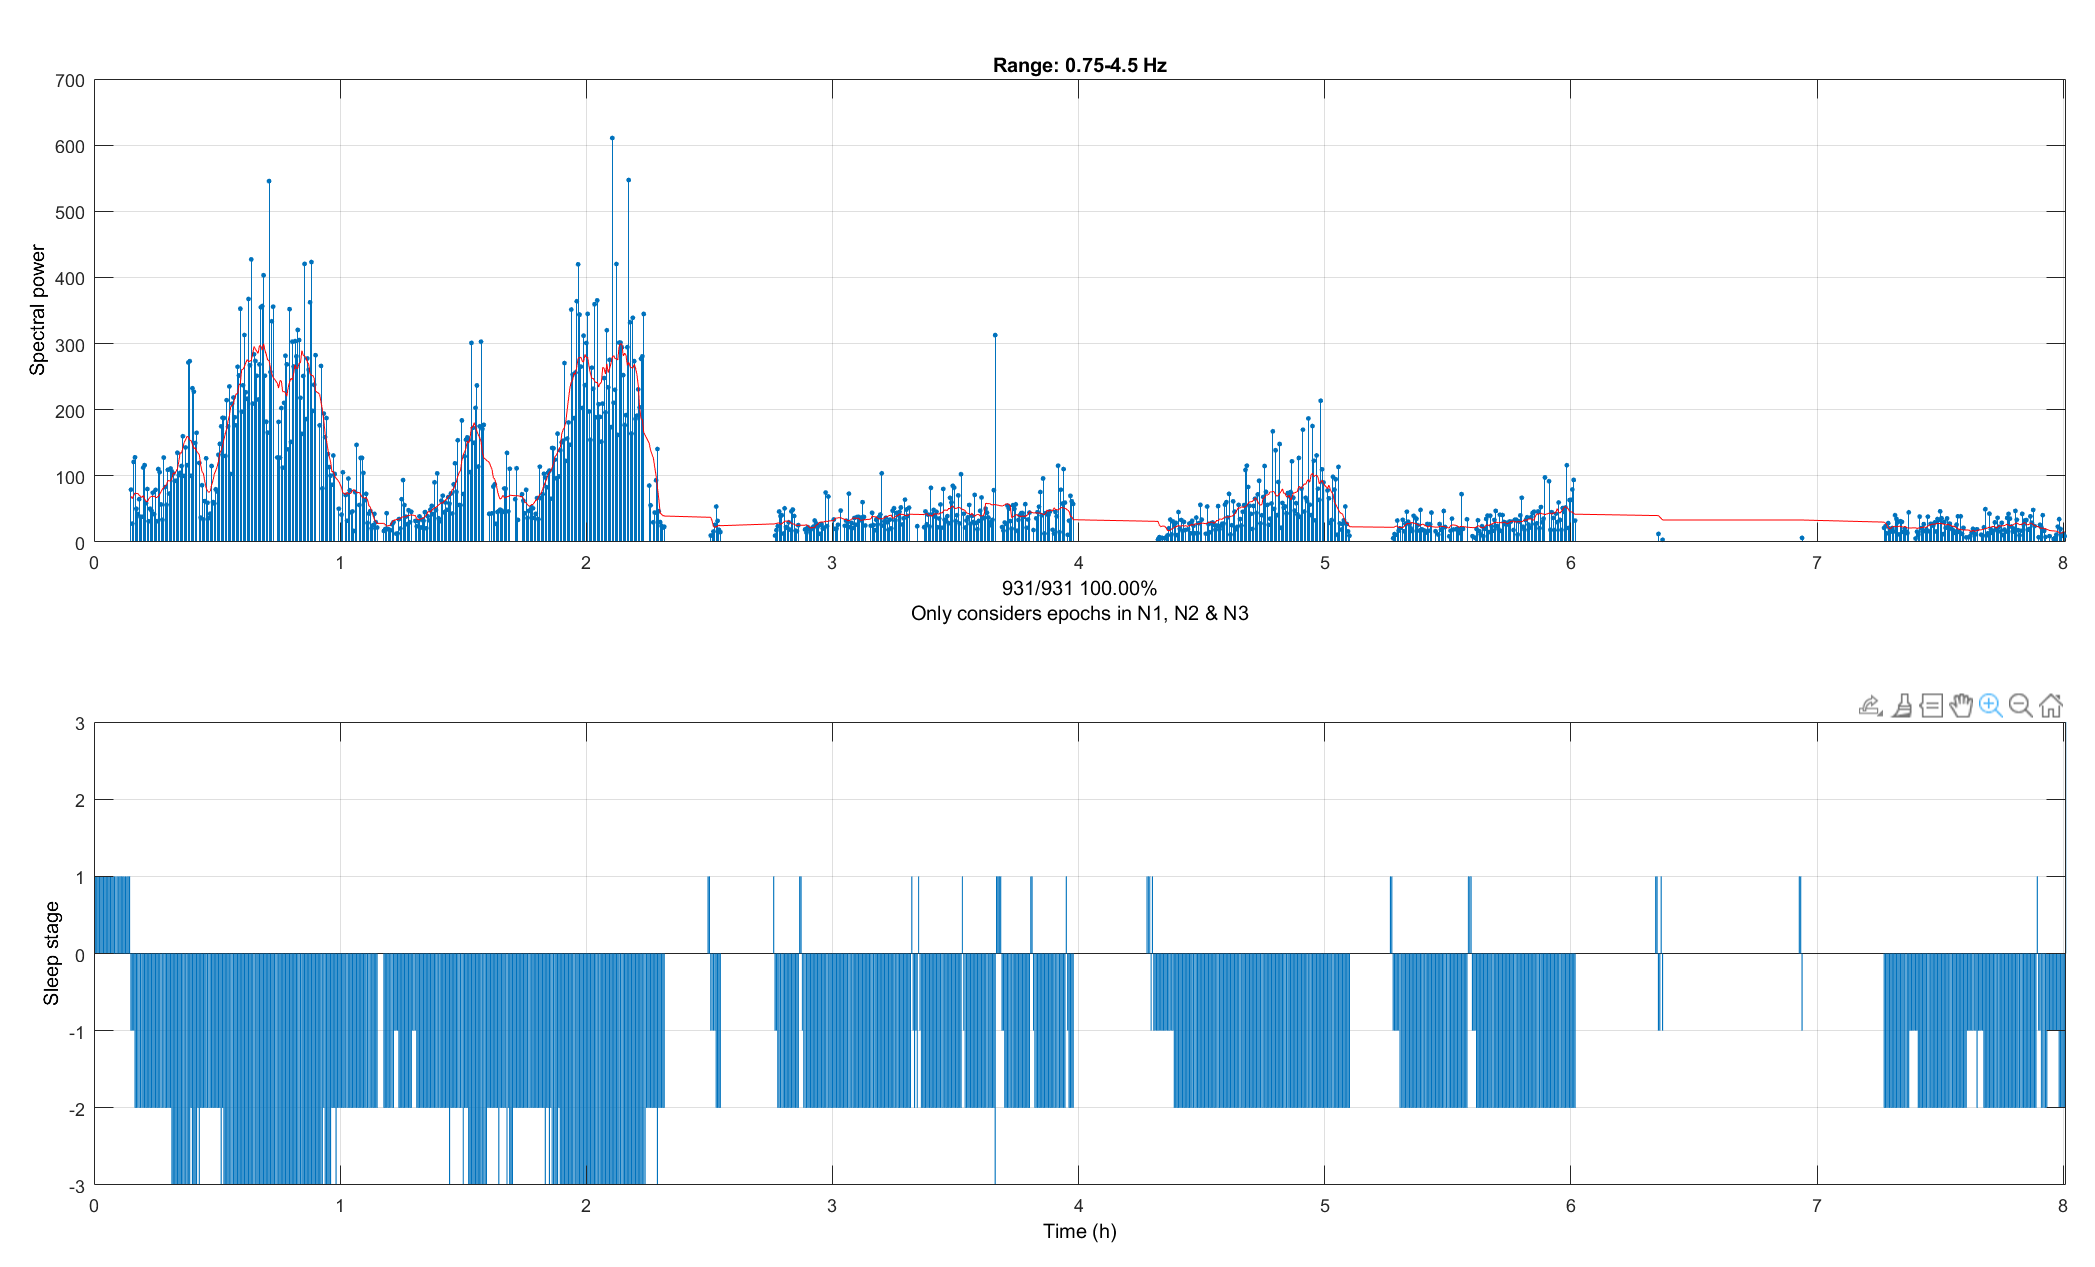 Range: 0.75-4.5 Hz
700
600
500
400
300
200
100
0
Spectral power
0 1 2 3 4 5 6 7 8
931/931 100.00%
Only considers epochs in N1, N2 & N3
3
2
1
0
-1
-2
-3
Sleep stage
0 1 2 3 4 5 6 7 8
Time (h)